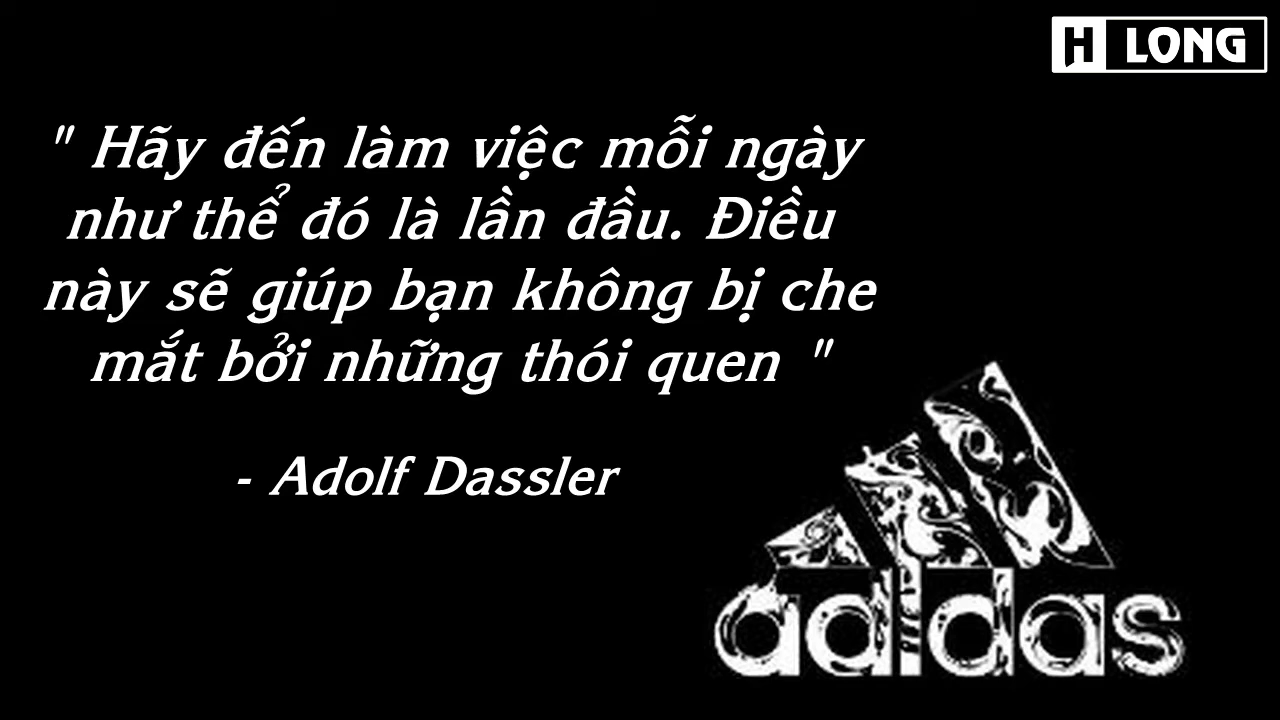 H LONG
" Hãy đến làm việc mỗi ngày
như thể đó là lần đầu. Điều
này sẽ giúp bạn không bị che
mắt bởi những thói quen "
- Adolf Dassler
adidas